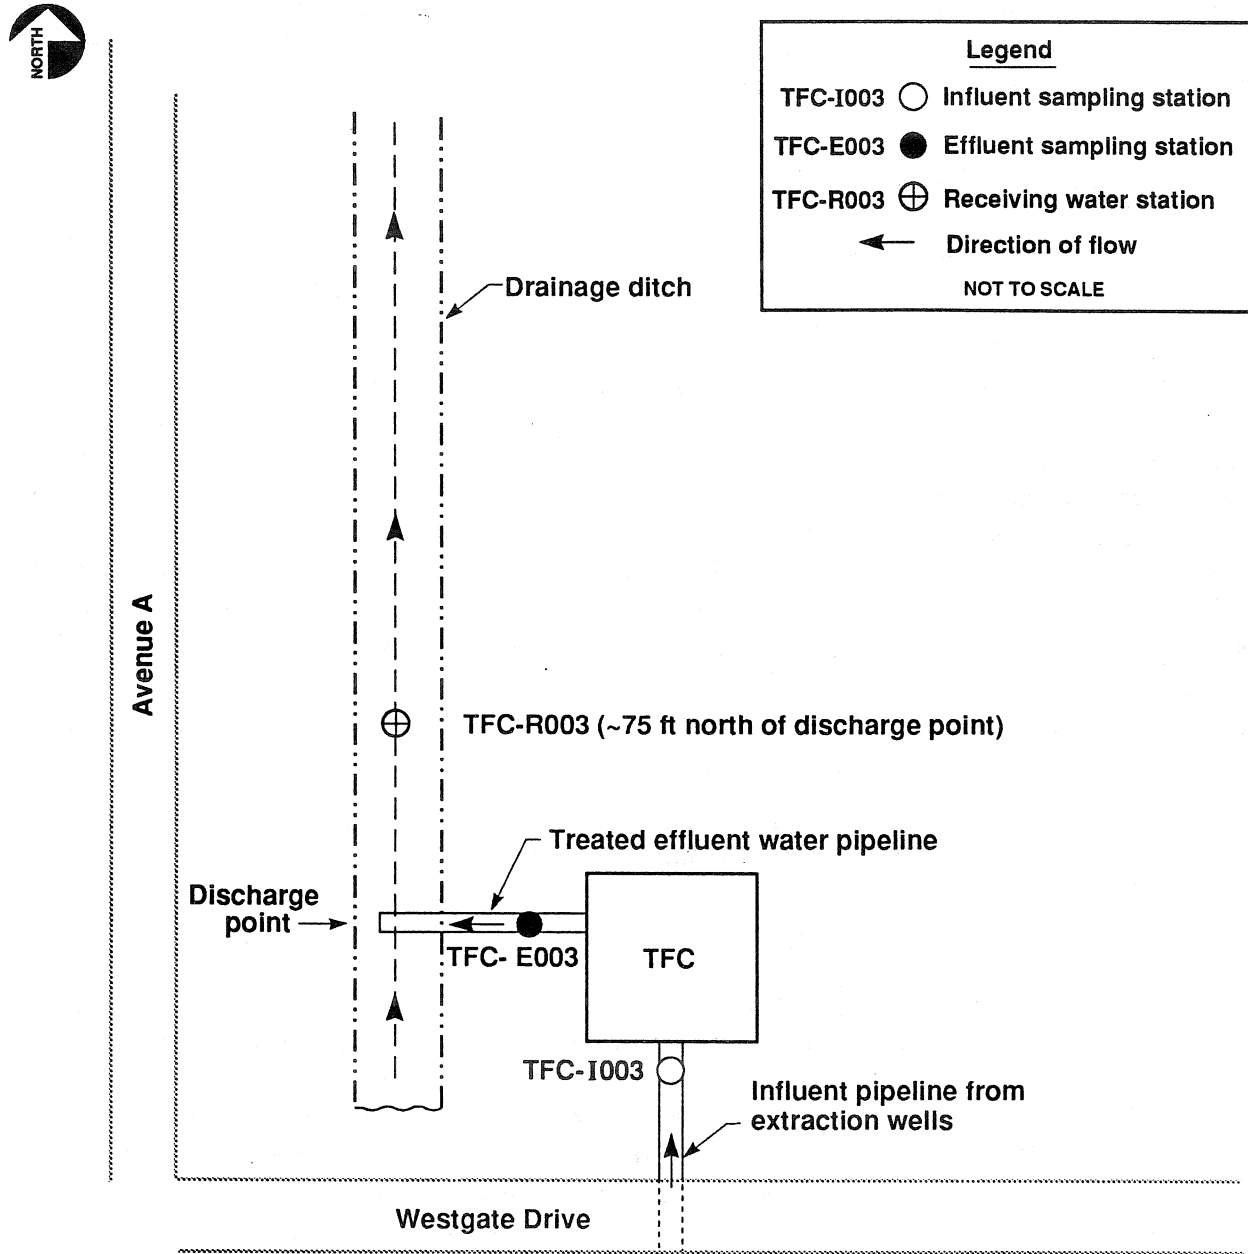 NORTH
Legend
TFC-I003 Influent sampling station
TFC-E003 Effluent sampling station
TFC-R003 Receiving water station
Direction of flow
NOT TO SCALE
Drainage ditch
Avenue A
TFC-R003 (~75 ft north of discharge point)
Treated effluent water pipeline
Discharge
point
TFC- E003
TFC
TFC-I003
Influent pipeline from
extraction wells
Westgate Drive